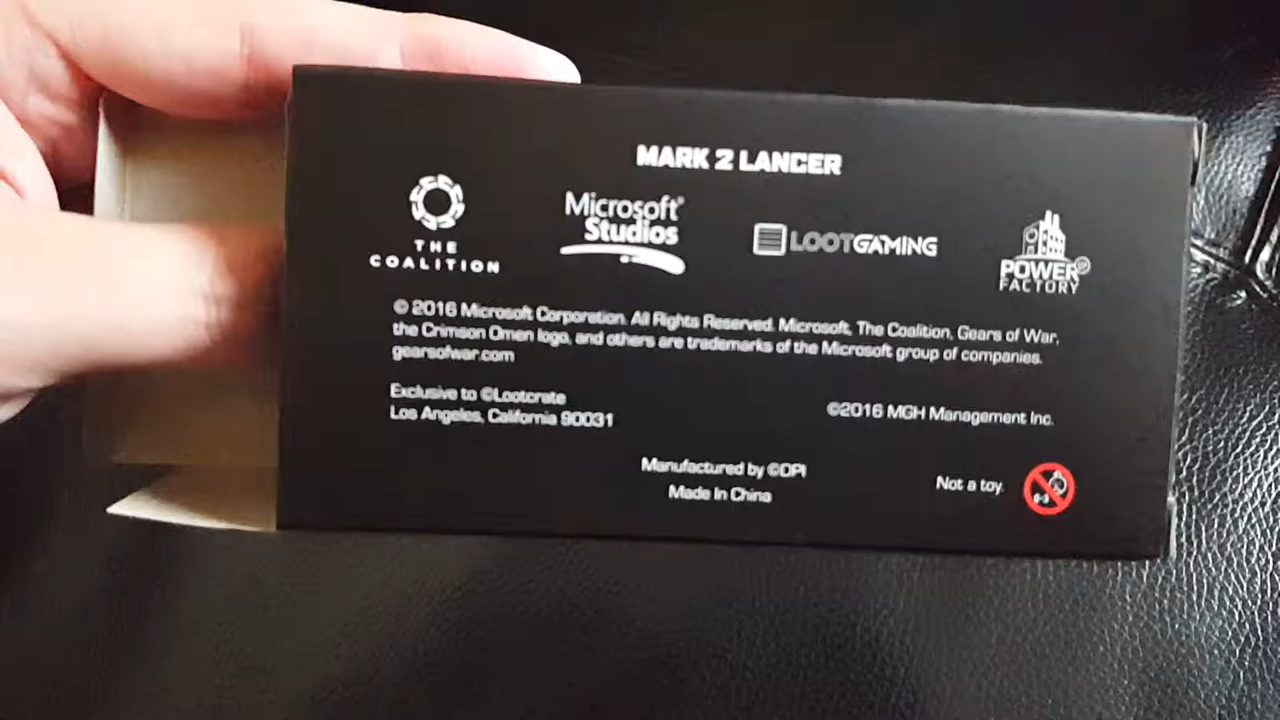 MARK 2 LANCER
THE
COALITION
Microsoft®
Studios
LOOTGAMING
POWER UP
FACTORY
© 2016 Microsoft Corporation. All Rights Reserved. Microsoft, The Coalition, Gears of War,
the Crimson Omen logo, and others are trademarks of the Microsoft group of companies.
gearsofwar.com
Exclusive to ©Lootcrate
Los Angeles, California 90031
©2016 MGH Management Inc.
Manufactured by ©DPI
Made In China
Not a toy.
0-3